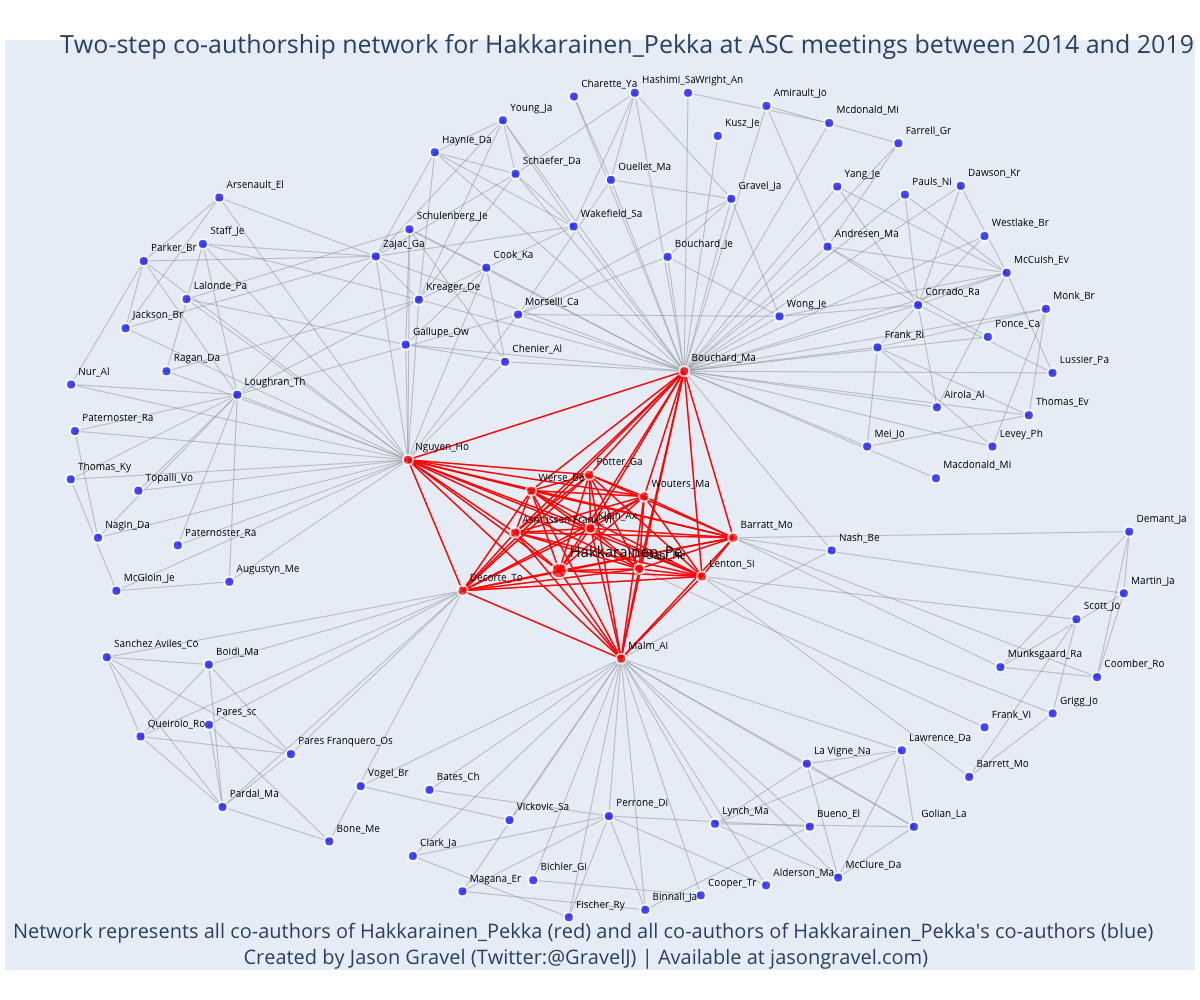 Two-step co-authorship network for Hakkarainen_Pekka at ASC meetings between 2014 and 2019
Charette_Ya
Hashimi_Sa
Wright_An
Amirault_Jo
Young_Ja
Mcdonald_Mi
Kusz_Je
Farrell_Gr
Haynie_Da
Schaefer_Da
Ouellet_Ma
Yang_Je
Pauls_Ni
Dawson_Kr
Arsenault_El
Gravel_Ja
Schulenberg_Je
Wakefield_Sa
Westlake_Br
Staff_Je
Andresen_Ma
Parker_Br
Zajac_Ga
Cook_Ka
Bouchard_Je
McCuish_Ev
Lalonde_Pa
Kreager_De
Corrado_Ra
Monk_Br
Jackson_Br
Morselli_Ca
Wong_Je
Ponce_Ca
Gallupe_Ow
Frank_Ri
Chenier_Al
Ragan_Da
Bouchard_Ma
Lussier_Pa
Nur_Al
Loughran_Th
Airola_Al
Thomas_Ev
Paternoster_Ra
Mei_Jo
Levey_Ph
Nguyen_Ho
Potter_Ga
Macdonald_Mi
Thomas_Ky
Topalli_Vo
Werse_Be
Wouters_Ma
Klein_Ax
Asmussen Frank_Vi
Nagin_Da
Barratt_Mo
Demant_Ja
Paternoster_Ra
Nash_Be
Hakkarainen_Pe
Lenton_Si
McGloin_Je
Augustyn_Me
Decorte_To
Martin_Ja
Scott_Jo
Sanchez Aviles_Co
Boidi_Ma
Malm_Ai
Munksgaard_Ra
Coomber_Ro
Grigg_Jo
Queirolo_Ro
Pares_sc
Frank_Vi
Pares Franquero_Os
Lawrence_Da
La Vigne_Na
Barrett_Mo
Vogel_Br
Bates_Ch
Pardal_Ma
Vickovic_Sa
Perrone_Di
Lynch_Ma
Bueno_El
Golian_La
Bone_Me
Clark_Ja
Bichler_Gi
Magana_Er
Cooper_Tr
Alderson_Ma
McClure_Da
Binnall_Ja
Fischer_Ry
Network represents all co-authors of Hakkarainen_Pekka (red) and all co-authors of Hakkarainen_Pekka's co-authors (blue)
Created by Jason Gravel (Twitter:@GravelJ) | Available at jasongravel.com)